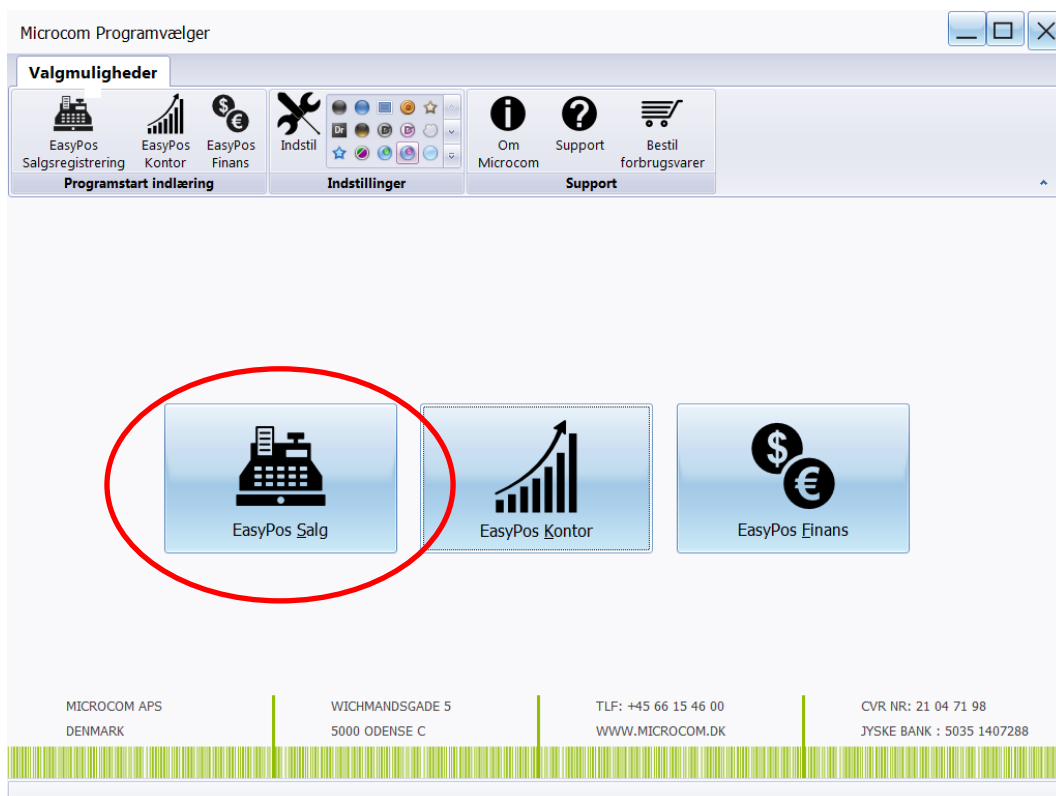 Microcom Programvælger
Valgmuligheder
EasyPos
Salgsregistrering
EasyPos
Kontor
EasyPos
Finans
Programstart indlæring
Indstil
Dr
Indstillinger
Om
Microcom
Support
Bestil
forbrugsvarer
Support
EasyPos Salg
EasyPos Kontor
EasyPos Finans
MICROCOM APS
DENMARK
WICHMANDSGADE 5
5000 ODENSE C
TLF: +45 66 15 46 00
WWW.MICROCOM.DK
CVR NR: 21 04 71 98
JYSKE BANK : 5035 1407288